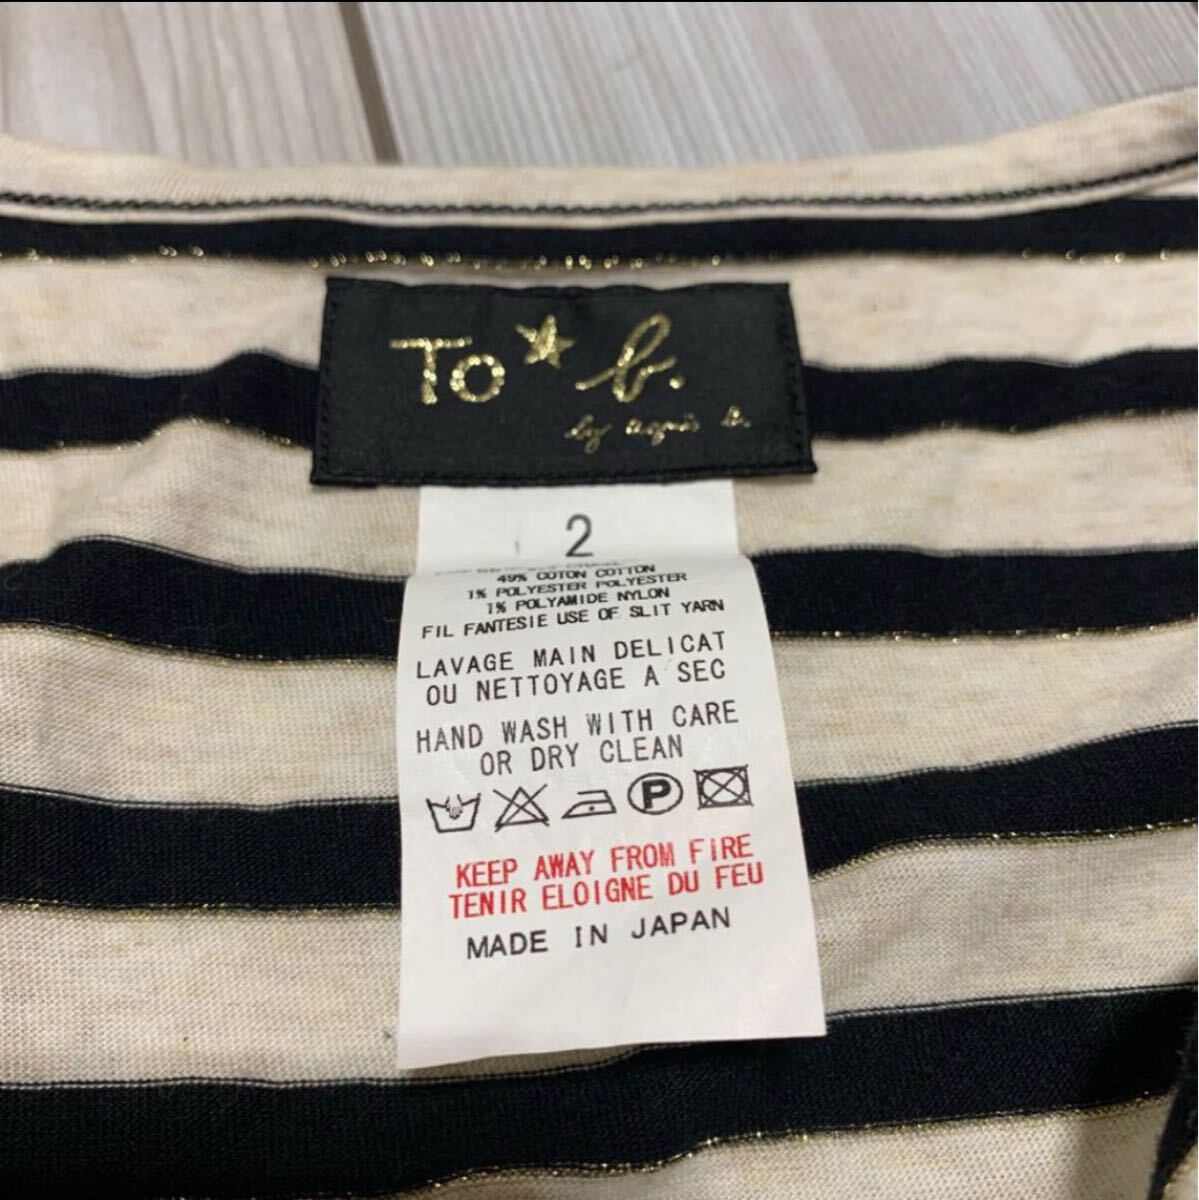 To★b.
by agnès b.
2
49% COTON COTTON
1% POLYESTER POLYESTER
1% POLYAMIDE NYLON
FIL FANTESIE USE OF SLIT YARN
LAVAGE MAIN DELICAT
OU NETTOYAGE A SEC
HAND WASH WITH CARE
OR DRY CLEAN
P
KEEP AWAY FROM FIRE
TENIR ELOIGNE DU FEU
MADE IN JAPAN